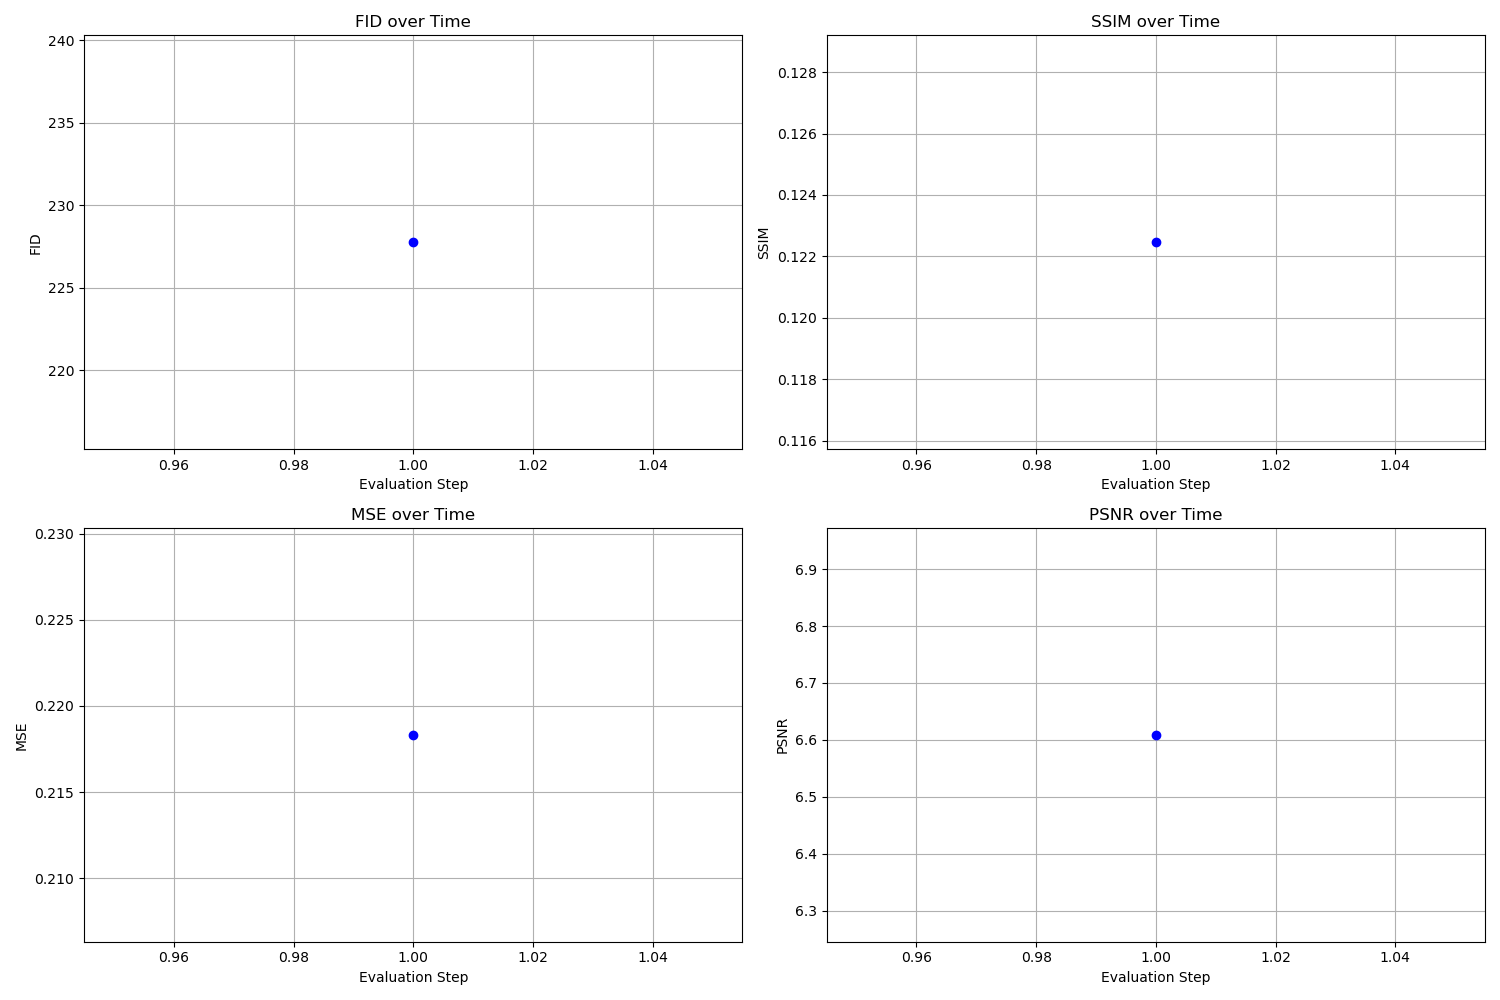 FID over Time
240
235
230
225
220
FID
0.96 0.98 1.00 1.02 1.04
Evaluation Step
SSIM over Time
0.128
0.126
0.124
0.122
0.120
0.118
0.116
SSIM
0.96 0.98 1.00 1.02 1.04
Evaluation Step
MSE over Time
0.230
0.225
0.220
0.215
0.210
MSE
0.96 0.98 1.00 1.02 1.04
Evaluation Step
PSNR over Time
6.9
6.8
6.7
6.6
6.5
6.4
6.3
PSNR
0.96 0.98 1.00 1.02 1.04
Evaluation Step